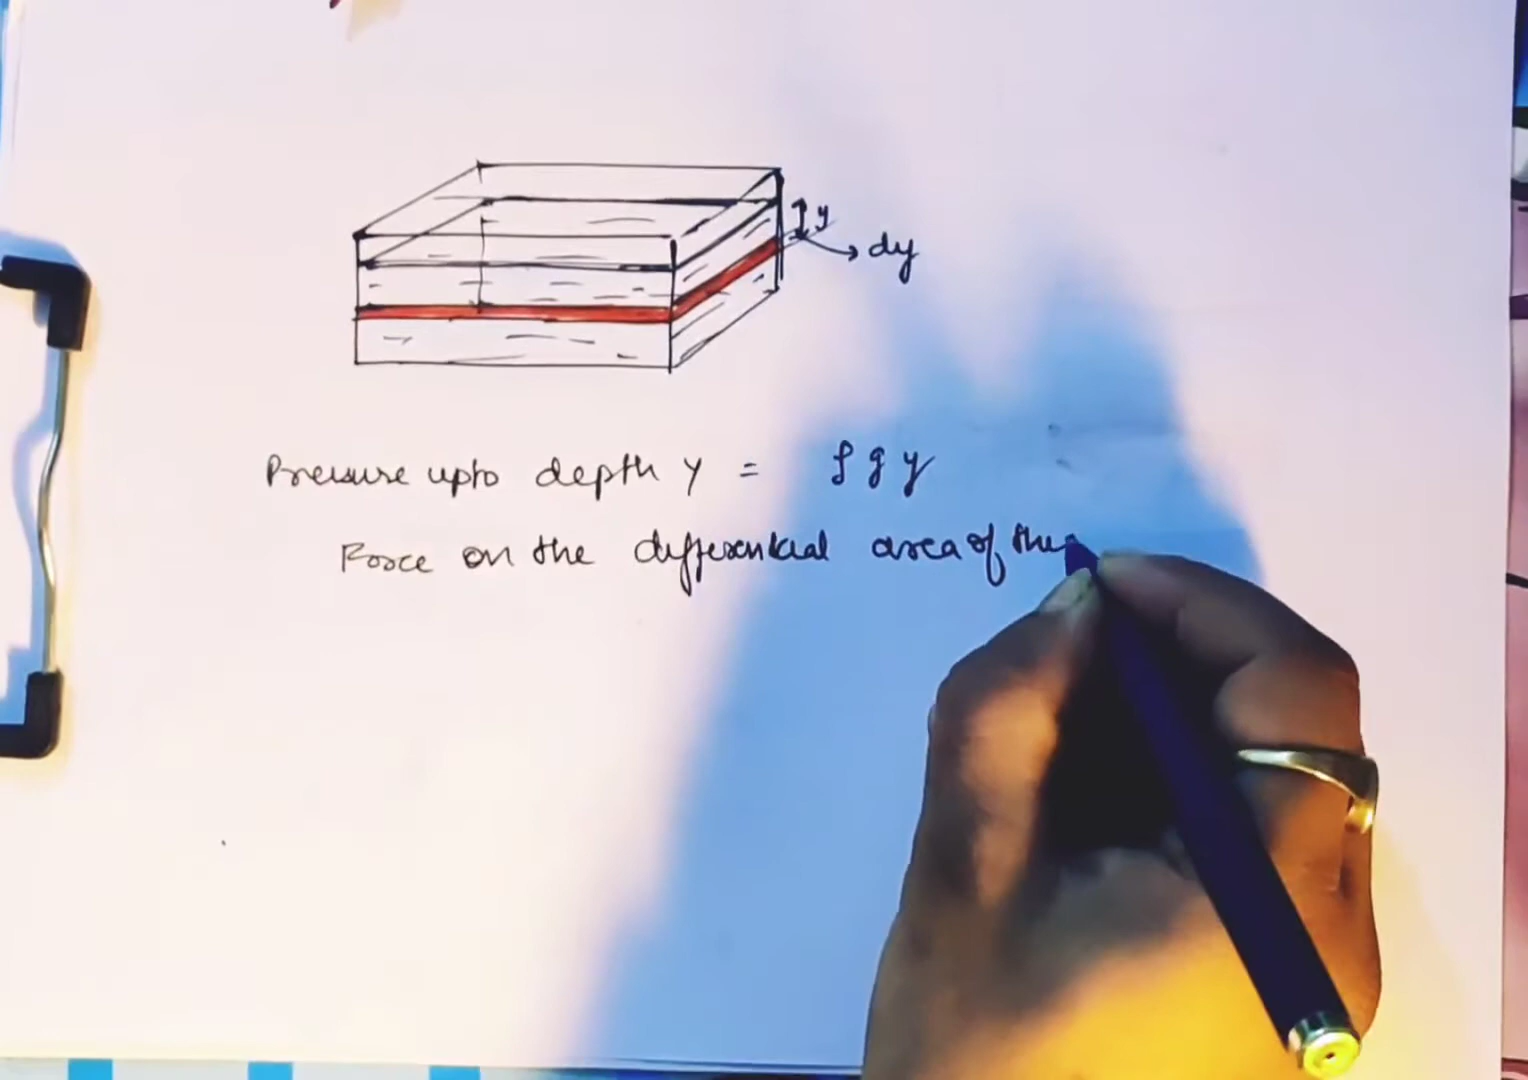 y
dy
Pressure upto depth y = ρ g y
Force on the differential area of the